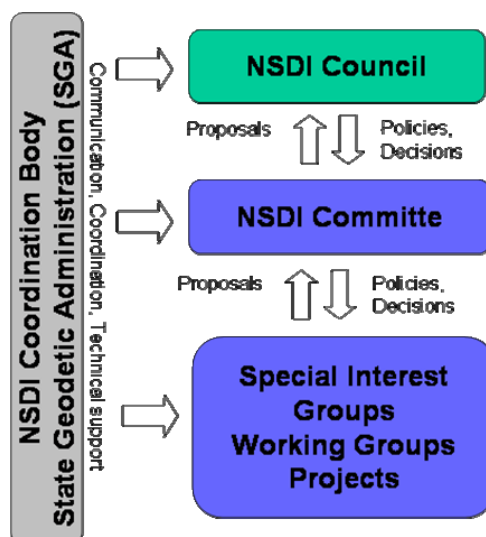 NSDI Coordination Body
State Geodetic Administration (SGA)
Communication, Coordination, Technical support
NSDI Council
Proposals
Policies,
Decisions
NSDI Committe
Proposals
Policies,
Decisions
Special Interest
Groups
Working Groups
Projects